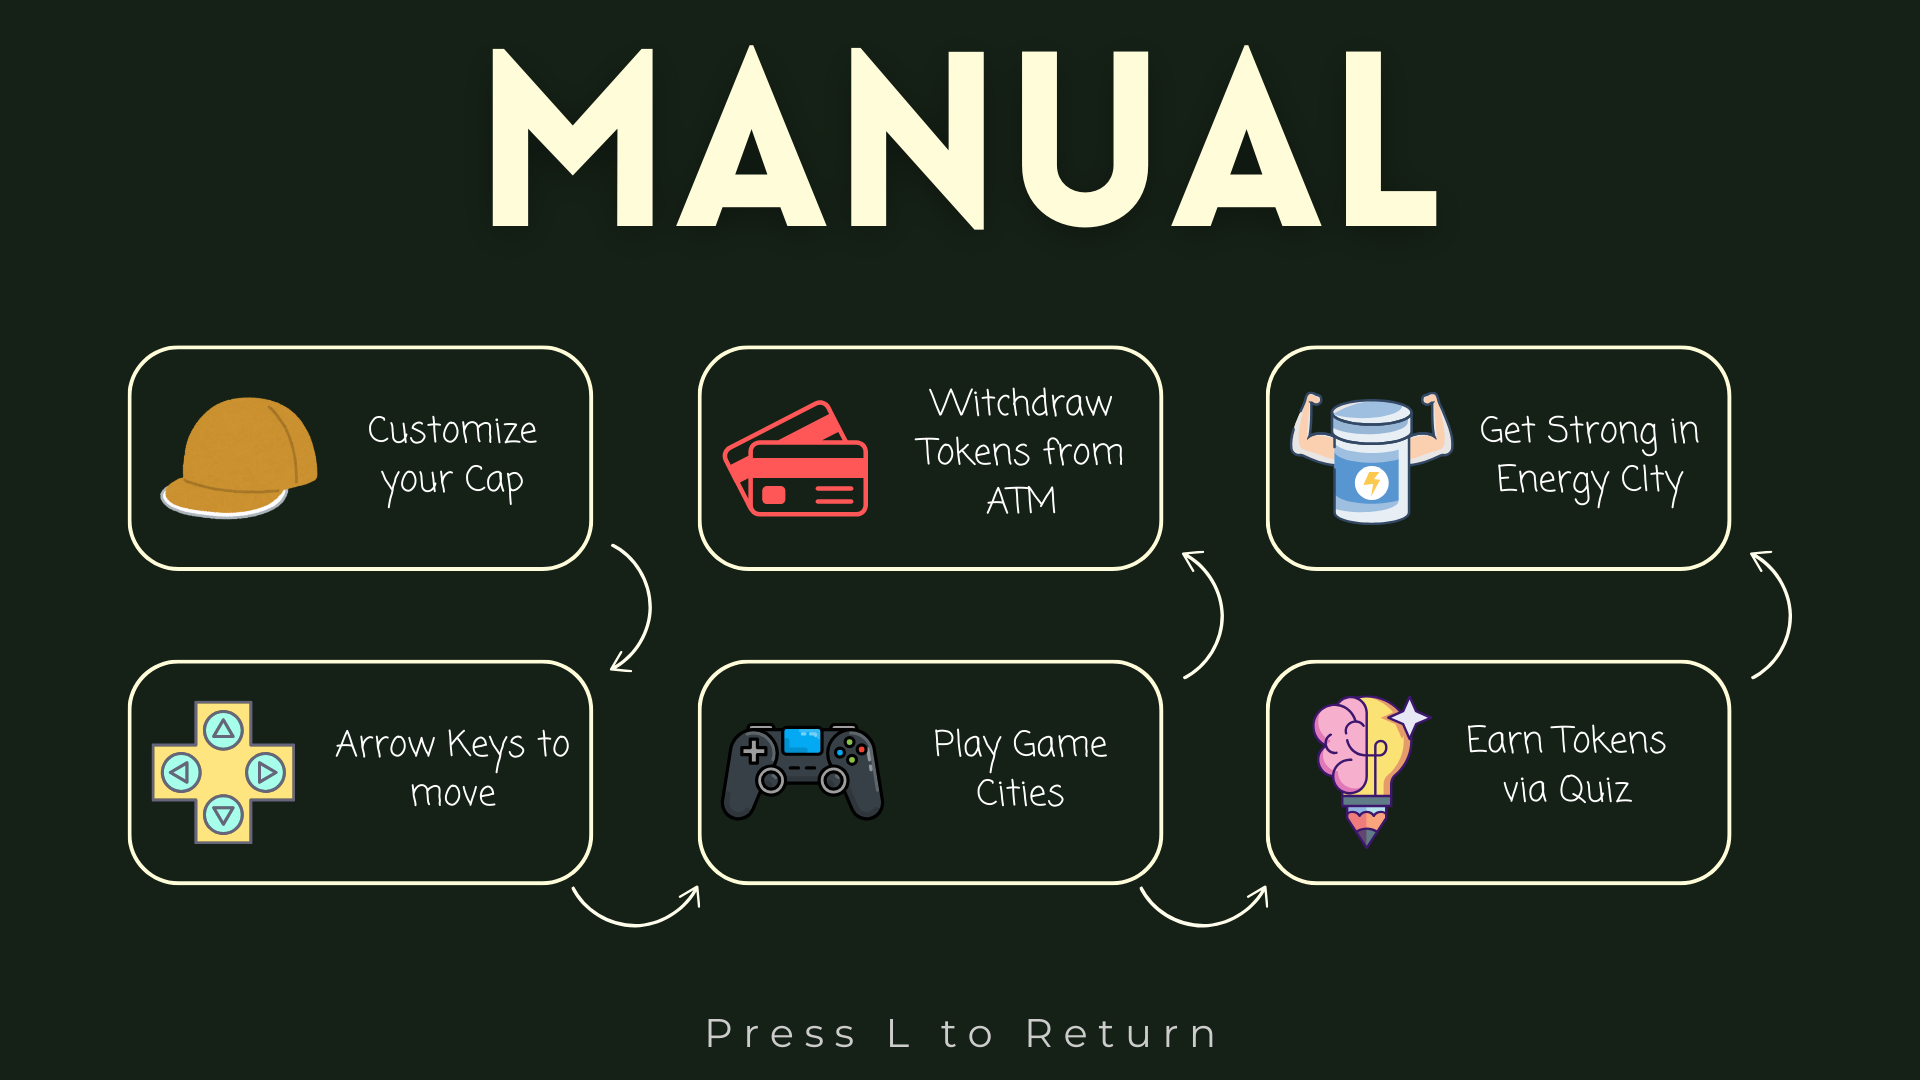 MANUAL
Customize
your Cap
Witchdraw
Tokens from
ATM
Get Strong in
Energy CIty
Arrow Keys to
move
Play Game
Cities
Earn Tokens
via Quiz
Press L to Return